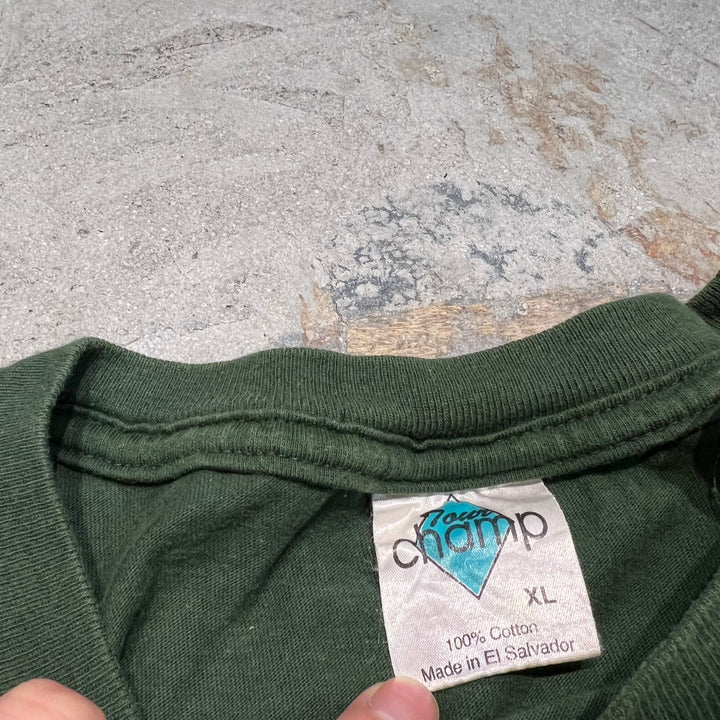 Tour
champ
XL
100% Cotton
Made in El Salvador